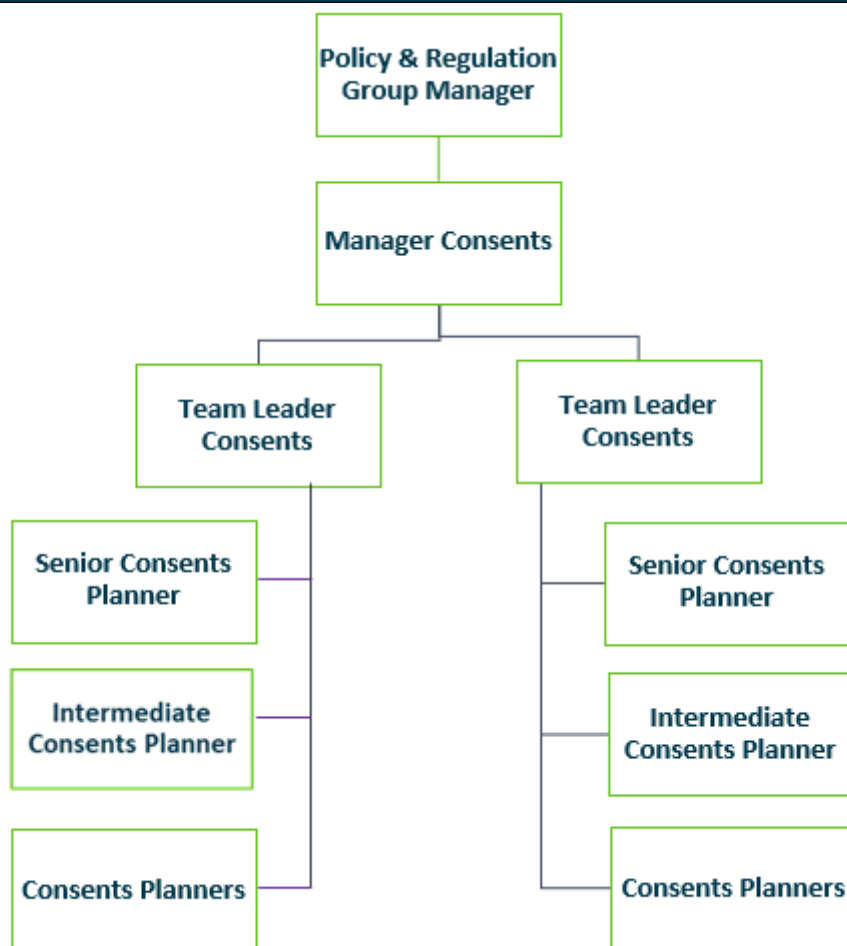 Policy & Regulation
Group Manager
Manager Consents
Team Leader
Consents
Team Leader
Consents
Senior Consents
Planner
Senior Consents
Planner
Intermediate
Consents Planner
Intermediate
Consents Planner
Consents Planners
Consents Planners